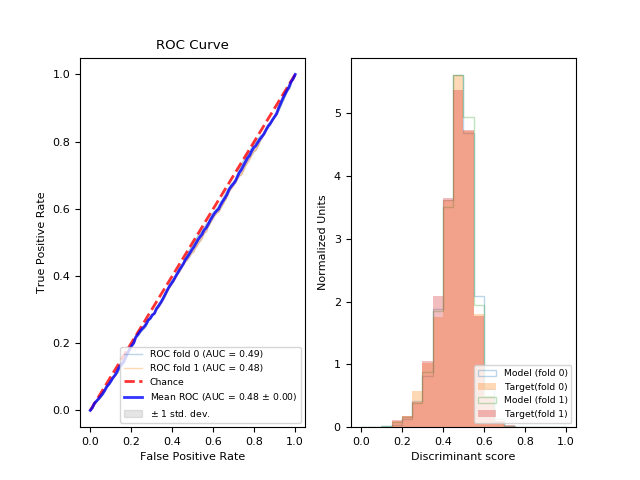 ROC Curve
True Positive Rate
1.0
0.8
0.6
0.4
0.2
0.0
ROC fold 0 (AUC = 0.49)
ROC fold 1 (AUC = 0.48)
Chance
Mean ROC (AUC = 0.48 ± 0.00)
± 1 std. dev.
0.0 0.2 0.4 0.6 0.8 1.0
False Positive Rate
Normalized Units
5
4
3
2
1
0
Model (fold 0)
Target(fold 0)
Model (fold 1)
Target(fold 1)
0.0 0.2 0.4 0.6 0.8 1.0
Discriminant score